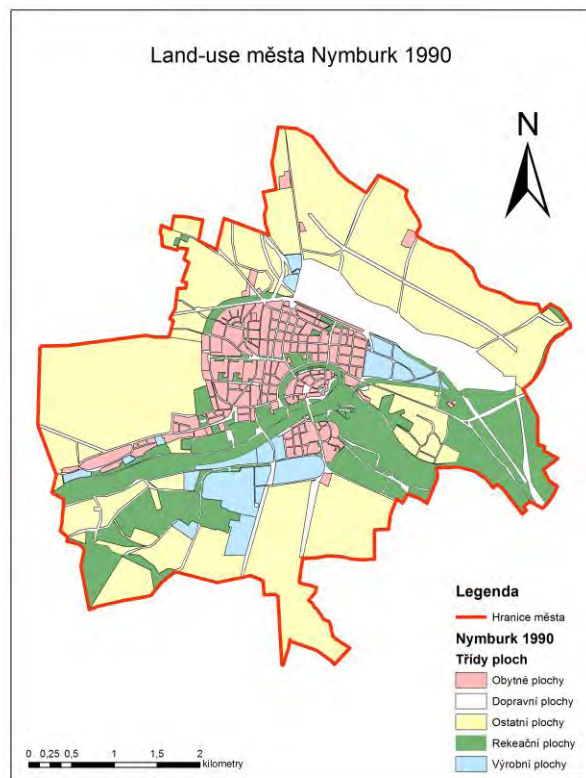 Land-use města Nymburk 1990
N
Legenda
Hranice města
Nymburk 1990
Třídy ploch
Obytné plochy
Dopravní plochy
Ostatní plochy
Rekeační plochy
Výrobní plochy
0 0,25 0,5 1 1,5 2
kilometry